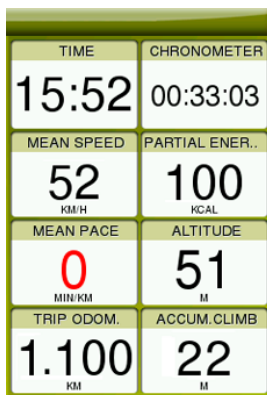 TIME CHRONOMETER
15:52 00:33:03
MEAN SPEED PARTIAL ENER..
52 100
KM/H KCAL
MEAN PACE ALTITUDE
0 51
MIN/KM M
TRIP ODOM. ACCUM.CLIMB
1.100 22
KM M